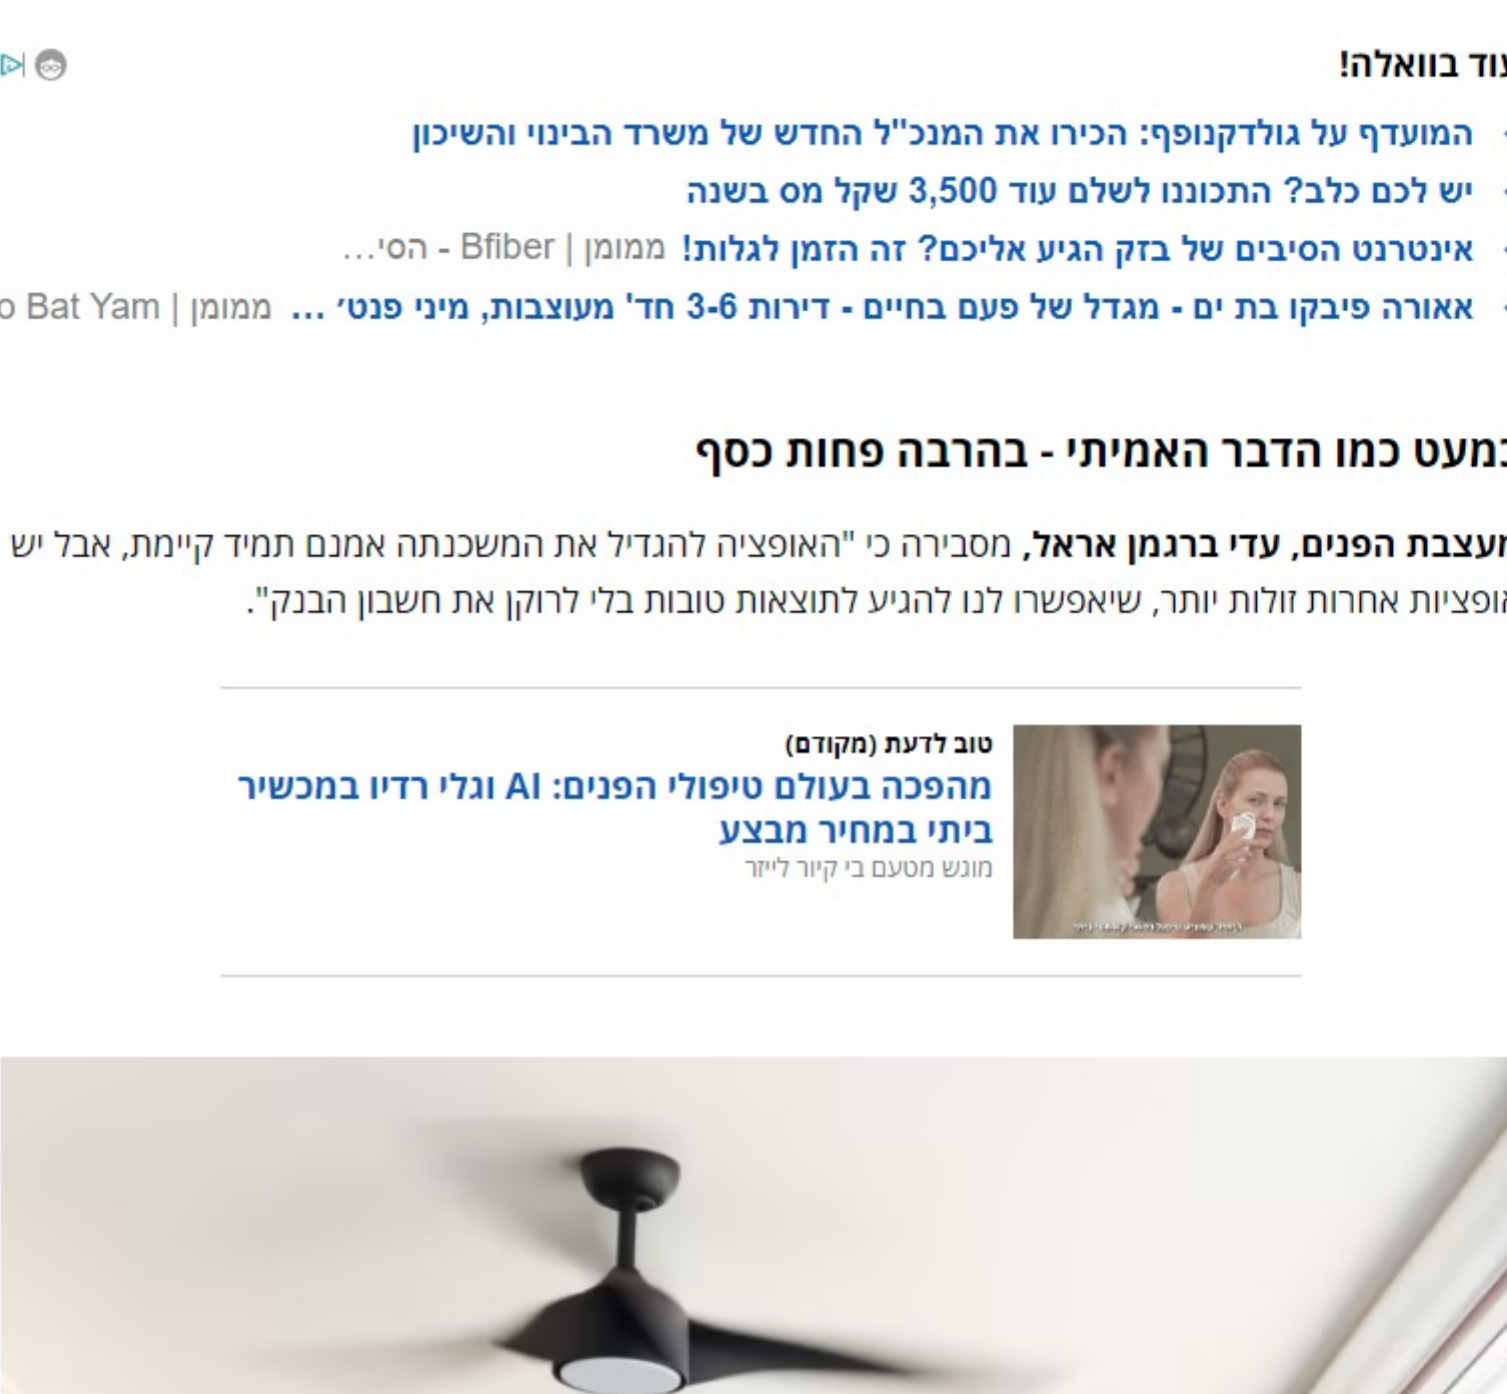 עוד בוואלה!
המועדף על גולדקנופף: הכירו את המנכ"ל החדש של משרד הבינוי והשיכון
יש לכם כלב? התכוננו לשלם עוד 3,500 שקל מס בשנה
אינטרנט הסיבים של בזק הגיע אליכם? זה הזמן לגלות! ממומן | Bfiber - הסי...
אאורה פיבקו בת ים - מגדל של פעם בחיים - דירות 3-6 חד' מעוצבות, מיני פנט׳ ... ממומן | o Bat Yam
כמעט כמו הדבר האמיתי - בהרבה פחות כסף
מעצבת הפנים, עדי ברגמן אראל, מסבירה כי "האופציה להגדיל את המשכנתה אמנם תמיד קיימת, אבל יש
אופציות אחרות זולות יותר, שיאפשרו לנו להגיע לתוצאות טובות בלי לרוקן את חשבון הבנק".
טוב לדעת (מקודם)
מהפכה בעולם טיפולי הפנים: AI וגלי רדיו במכשיר
ביתי במחיר מבצע
מוגש מטעם בי קיור לייזר